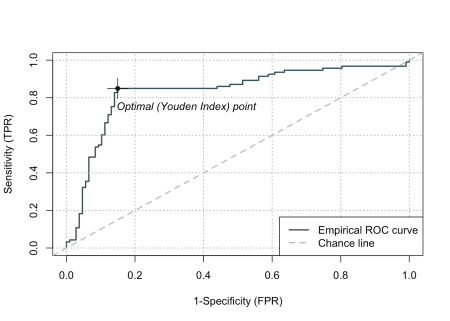 1.0
0.8
0.6
0.4
0.2
0.0
Sensitivity (TPR)
Optimal (Youden Index) point
Empirical ROC curve
Chance line
0.0 0.2 0.4 0.6 0.8 1.0
1-Specificity (FPR)